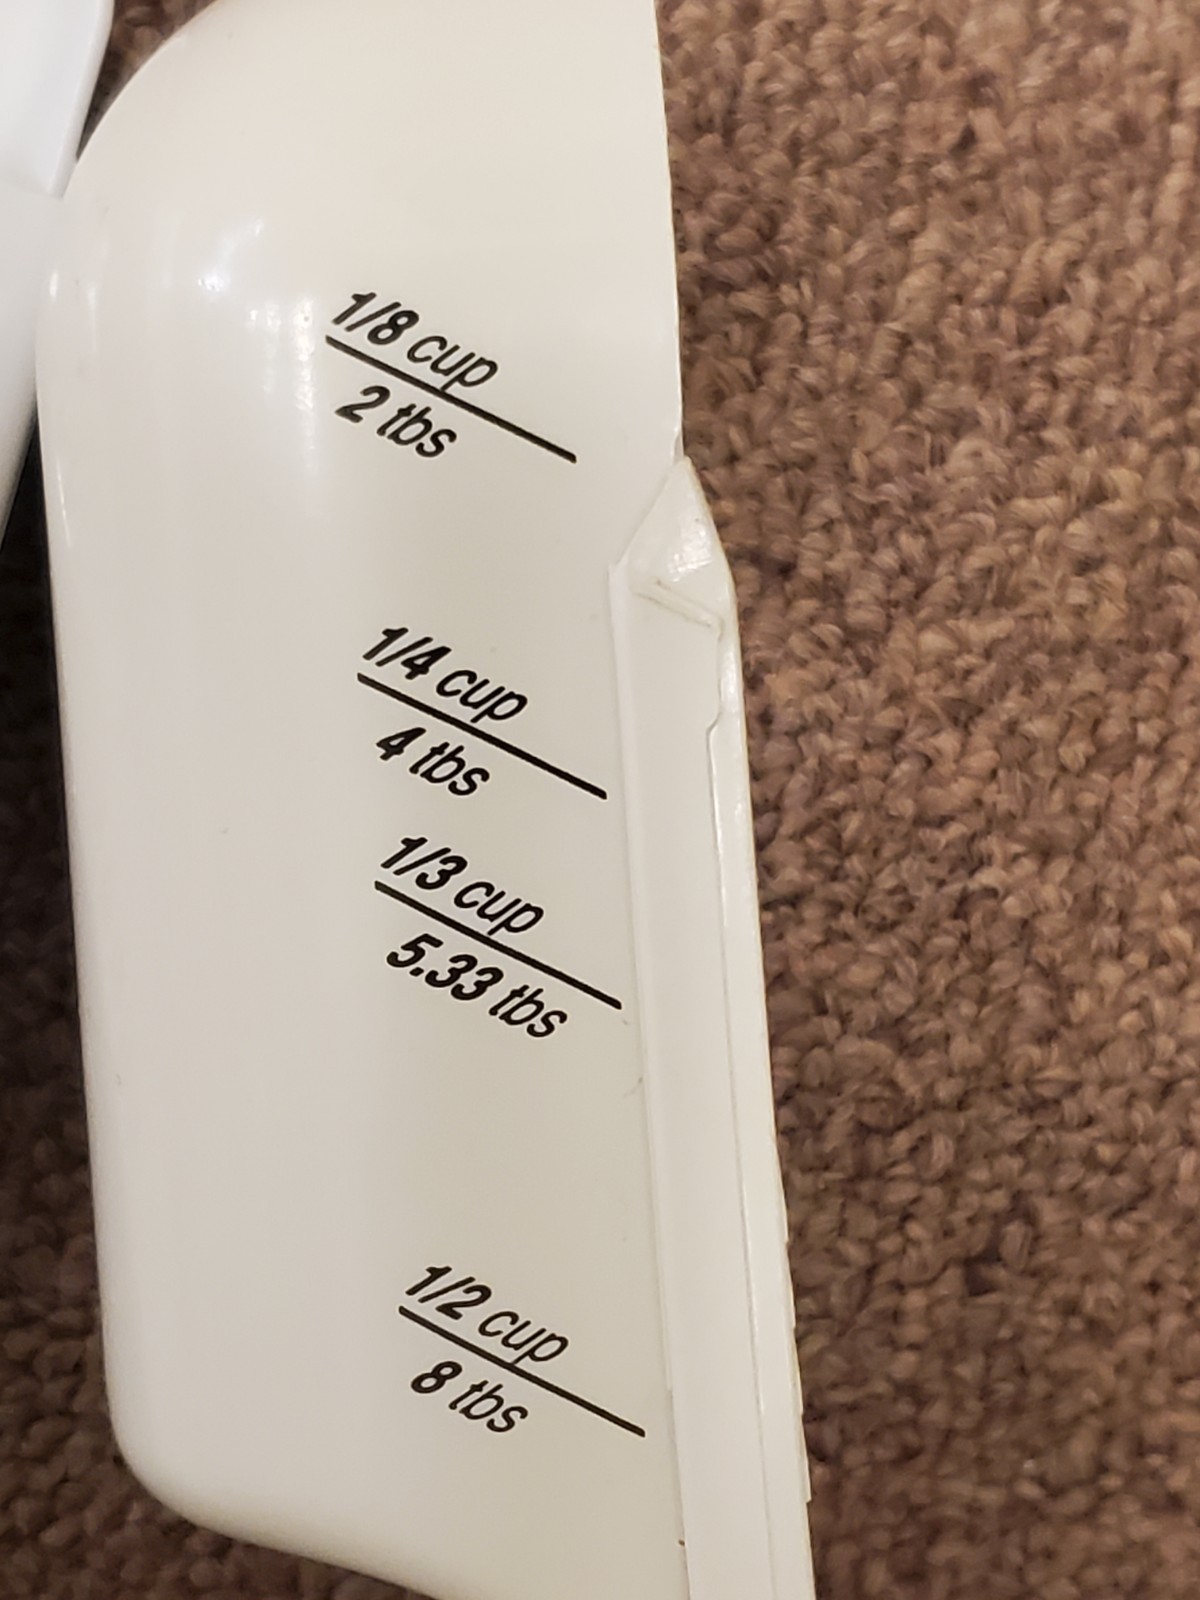 1/8 cup
2 tbs
1/4 cup
4 tbs
1/3 cup
5.33 tbs
1/2 cup
8 tbs